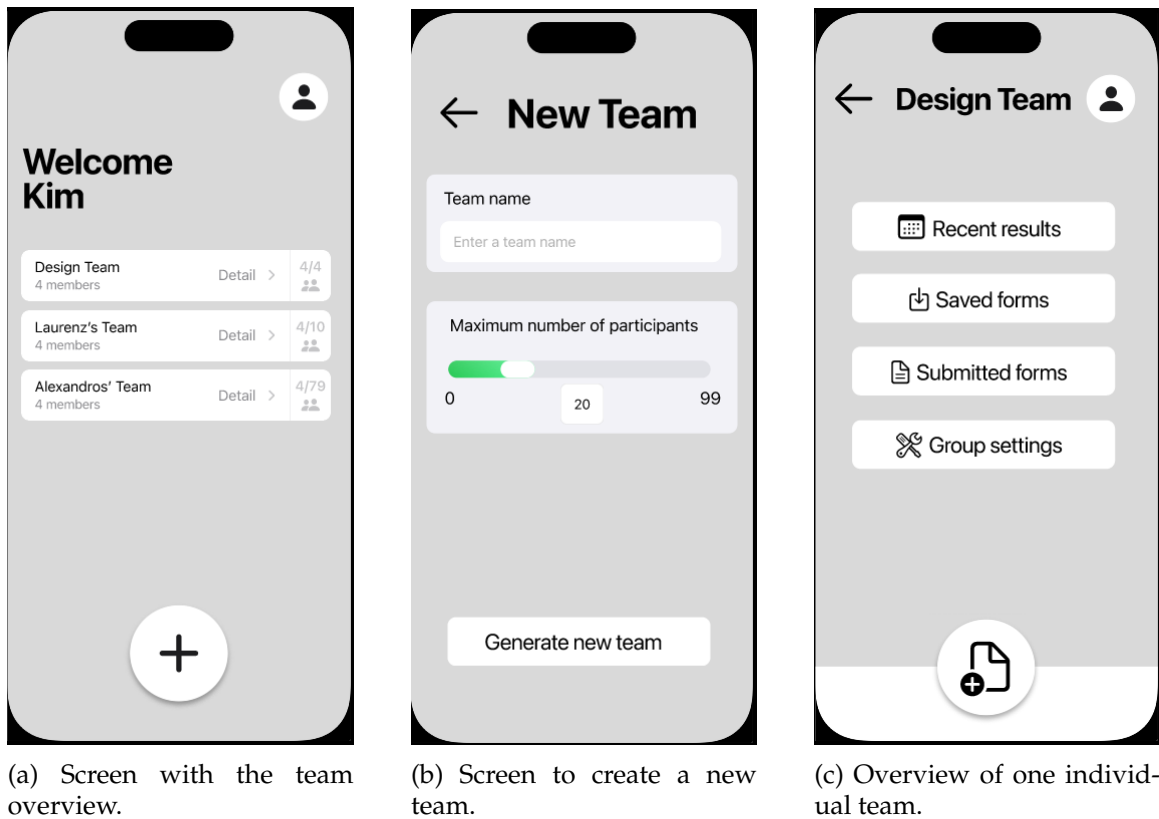 Welcome
Kim
Design Team
4 members
Detail >
4/4
Laurenz's Team
4 members
Detail >
4/10
Alexandros' Team
4 members
Detail >
4/79
(a) Screen with the team
overview.
New Team
Team name
Enter a team name
Maximum number of participants
0
20
99
Generate new team
(b) Screen to create a new
team.
Design Team
Recent results
Saved forms
Submitted forms
Group settings
(c) Overview of one individ-
ual team.